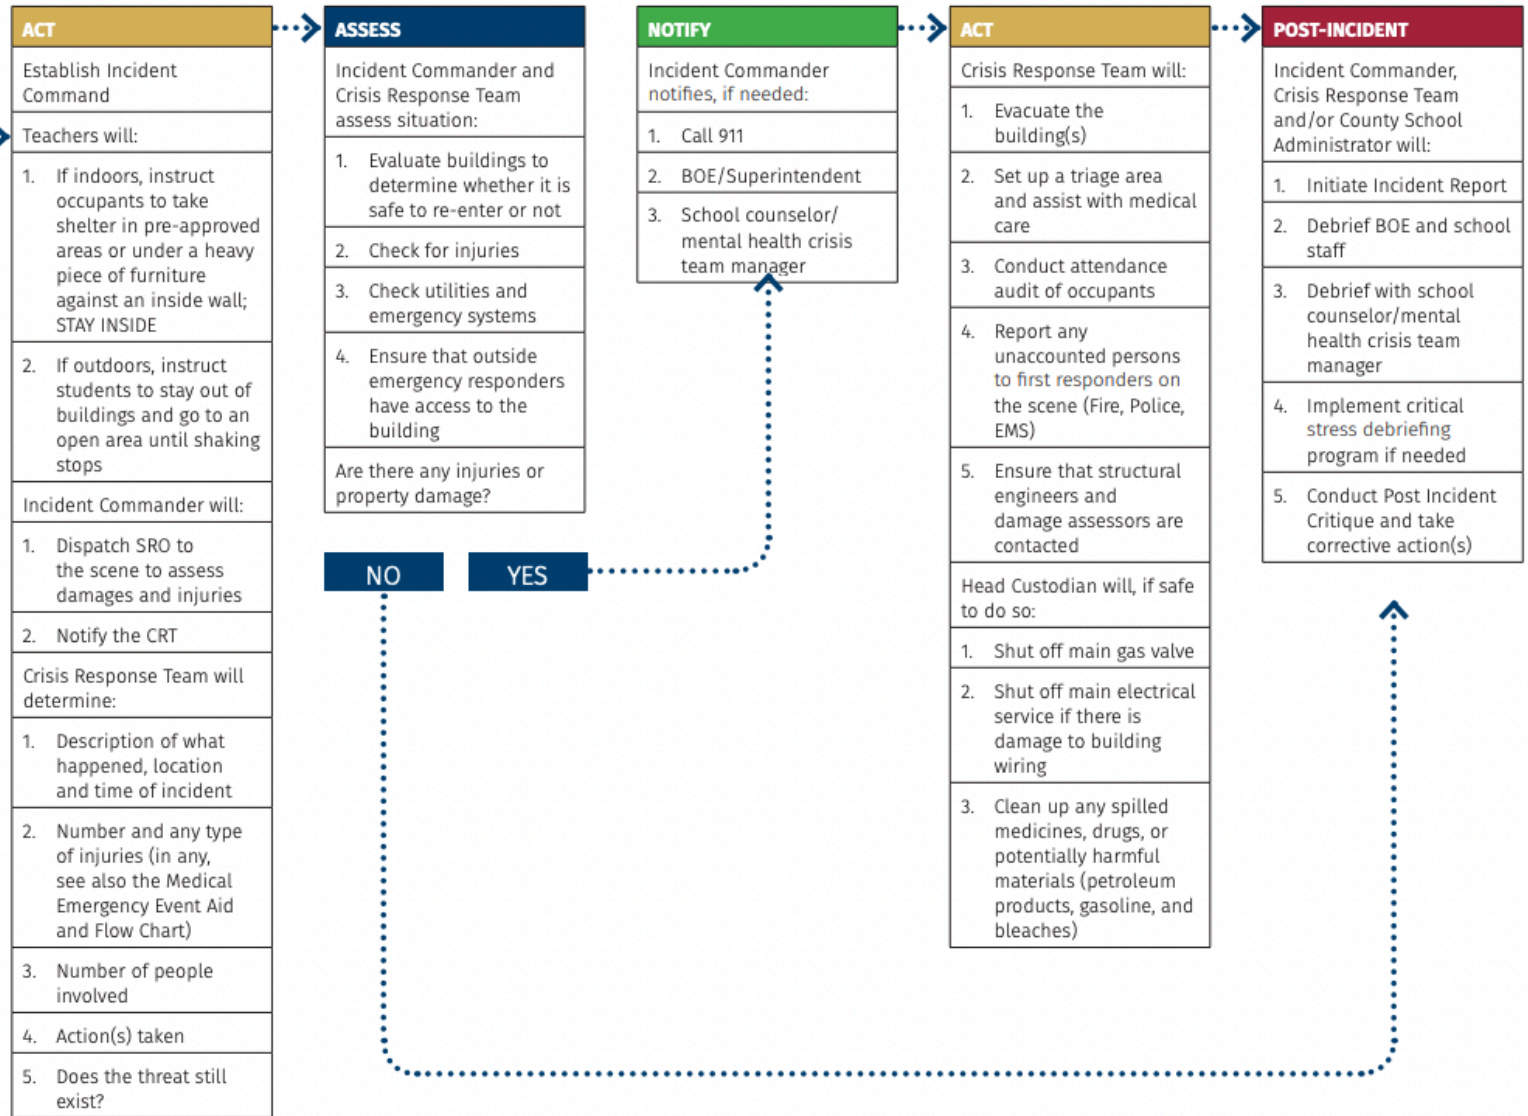 ACT
Establish Incident
Command
Teachers will:
1. If indoors, instruct
occupants to take
shelter in pre-approved
areas or under a heavy
piece of furniture
against an inside wall;
STAY INSIDE
2. If outdoors, instruct
students to stay out of
buildings and go to an
open area until shaking
stops
Incident Commander will:
1. Dispatch SRO to
the scene to assess
damages and injuries
2. Notify the CRT
Crisis Response Team will
determine:
1. Description of what
happened, location
and time of incident
2. Number and any type
of injuries (in any,
see also the Medical
Emergency Event Aid
and Flow Chart)
3. Number of people
involved
4. Action(s) taken
5. Does the threat still
exist?
ASSESS
Incident Commander and
Crisis Response Team
assess situation:
1. Evaluate buildings to
determine whether it is
safe to re-enter or not
2. Check for injuries
3. Check utilities and
emergency systems
4. Ensure that outside
emergency responders
have access to the
building
Are there any injuries or
property damage?
NO
YES
NOTIFY
Incident Commander
notifies, if needed:
1. Call 911
2. BOE/Superintendent
3. School counselor/
mental health crisis
team manager
ACT
Crisis Response Team will:
1. Evacuate the
building(s)
2. Set up a triage area
and assist with medical
care
3. Conduct attendance
audit of occupants
4. Report any
unaccounted persons
to first responders on
the scene (Fire, Police,
EMS)
5. Ensure that structural
engineers and
damage assessors are
contacted
Head Custodian will, if safe
to do so:
1. Shut off main gas valve
2. Shut off main electrical
service if there is
damage to building
wiring
3. Clean up any spilled
medicines, drugs, or
potentially harmful
materials (petroleum
products, gasoline, and
bleaches)
POST-INCIDENT
Incident Commander,
Crisis Response Team
and/or County School
Administrator will:
1. Initiate Incident Report
2. Debrief BOE and school
staff
3. Debrief with school
counselor/mental
health crisis team
manager
4. Implement critical
stress debriefing
program if needed
5. Conduct Post Incident
Critique and take
corrective action(s)